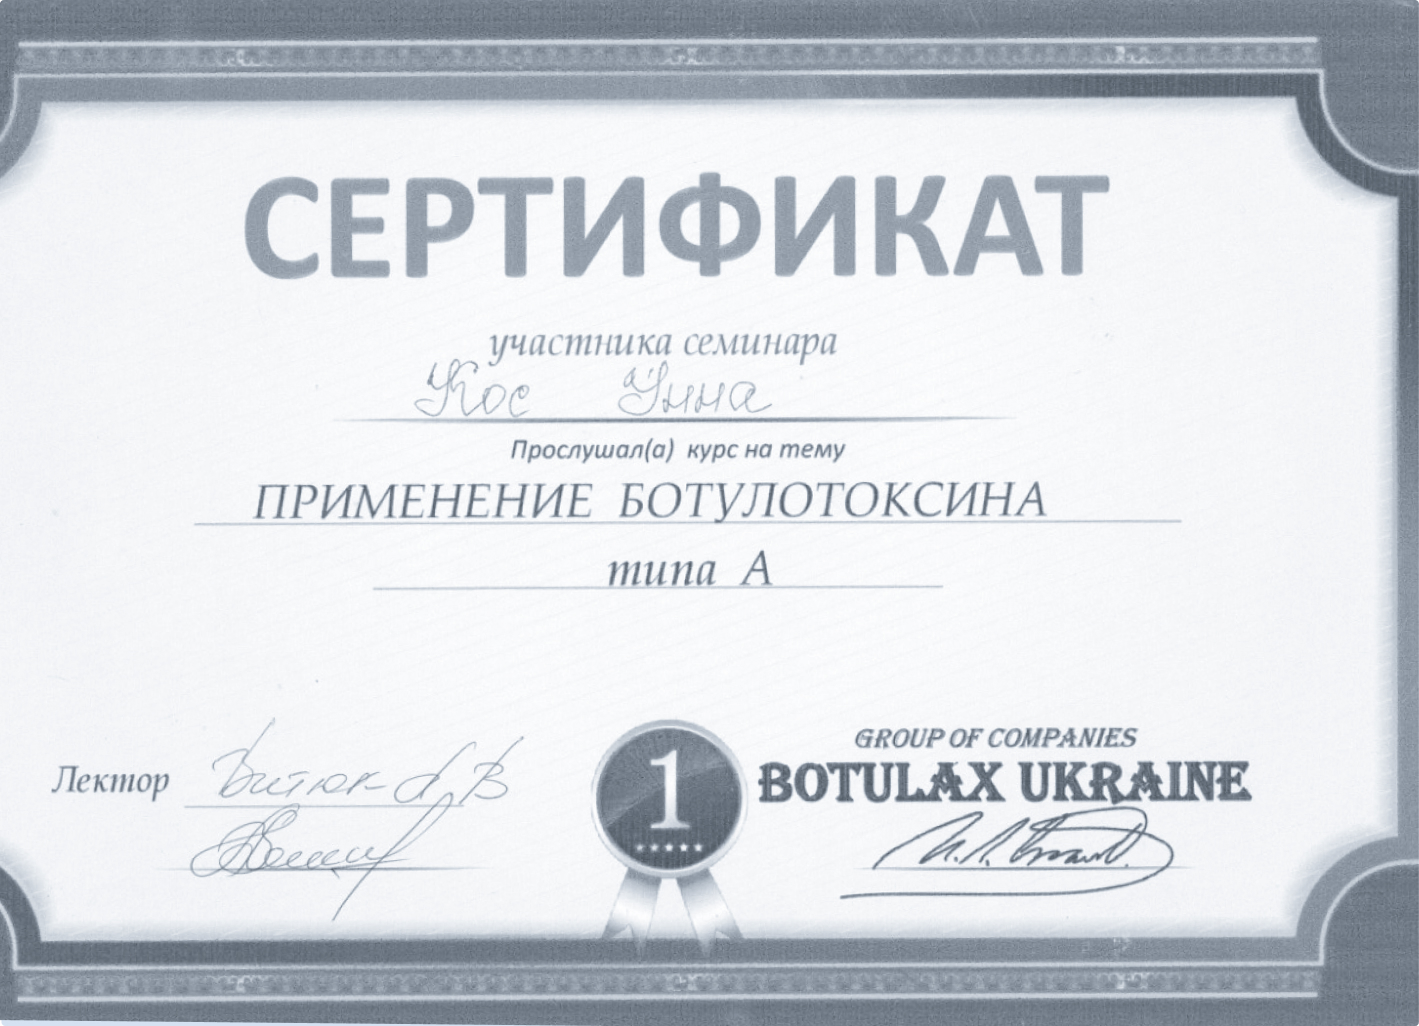 СЕРТИФИКАТ
участника семинара
Кос Инна
Прослушал(а) курс на тему
ПРИМЕНЕНИЕ БОТУЛОТОКСИНА
типа А
Лектор
GROUP OF COMPANIES
BOTULAX UKRAINE
1